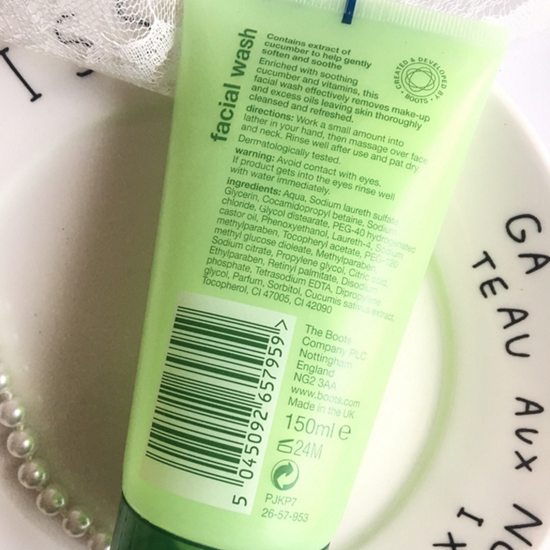 facial wash
Contains extract of
cucumber to help gently
soften and soothe
Enriched with soothing
cucumber and vitamins, this
facial wash effectively removes make-up
and excess oils leaving skin thoroughly
cleansed and refreshed.
directions: Work a small amount into
lather in your hand, then massage over face
and neck. Rinse well after use and pat dry.
Dermatologically tested.
warning: Avoid contact with eyes.
If product gets into the eyes rinse well
with water immediately.
ingredients: Aqua, Sodium laureth sulfate,
Glycerin, Cocamidopropyl betaine, Sodium
chloride, Glycol distearate, PEG-40 hydrogenated
castor oil, Phenoxyethanol, Laureth-4, Sodium
methylparaben, Tocopheryl acetate, PEG-120
methyl glucose dioleate, Methylparaben,
Sodium citrate, Propylene glycol, Citric acid,
Ethylparaben, Retinyl palmitate, Disodium
phosphate, Tetrasodium EDTA, Dipropylene
glycol, Parfum, Sorbitol, Cucumis sativus extract,
Tocopherol, CI 47005, CI 42090
CREATED & DEVELOPED BY BOOTS
The Boots
Company PLC
Nottingham
England
NG2 3AA
www.boots.com
Made in the UK
150ml e
24M
PJKP7
26-57-953
5 045092 657959 >
GA
TEAU AUX